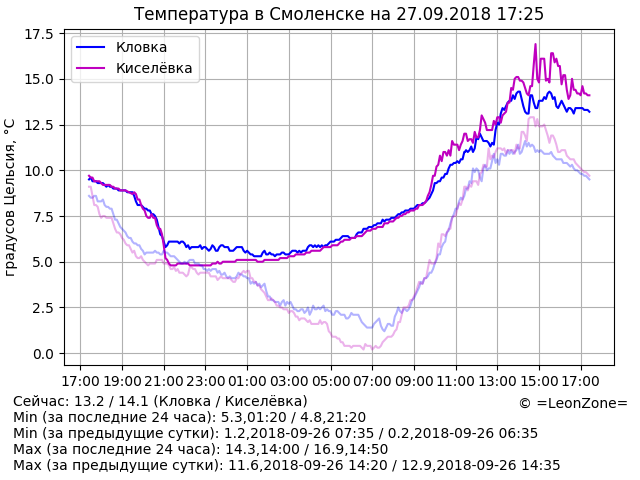 Температура в Смоленске на 27.09.2018 17:25
Кловка
Киселёвка
градусов Цельсия, °C
17.5
15.0
12.5
10.0
7.5
5.0
2.5
0.0
17:00 19:00 21:00 23:00 01:00 03:00 05:00 07:00 09:00 11:00 13:00 15:00 17:00
Сейчас: 13.2 / 14.1 (Кловка / Киселёвка)
© =LeonZone=
Min (за последние 24 часа): 5.3,01:20 / 4.8,21:20
Min (за предыдущие сутки): 1.2,2018-09-26 07:35 / 0.2,2018-09-26 06:35
Max (за последние 24 часа): 14.3,14:00 / 16.9,14:50
Max (за предыдущие сутки): 11.6,2018-09-26 14:20 / 12.9,2018-09-26 14:35